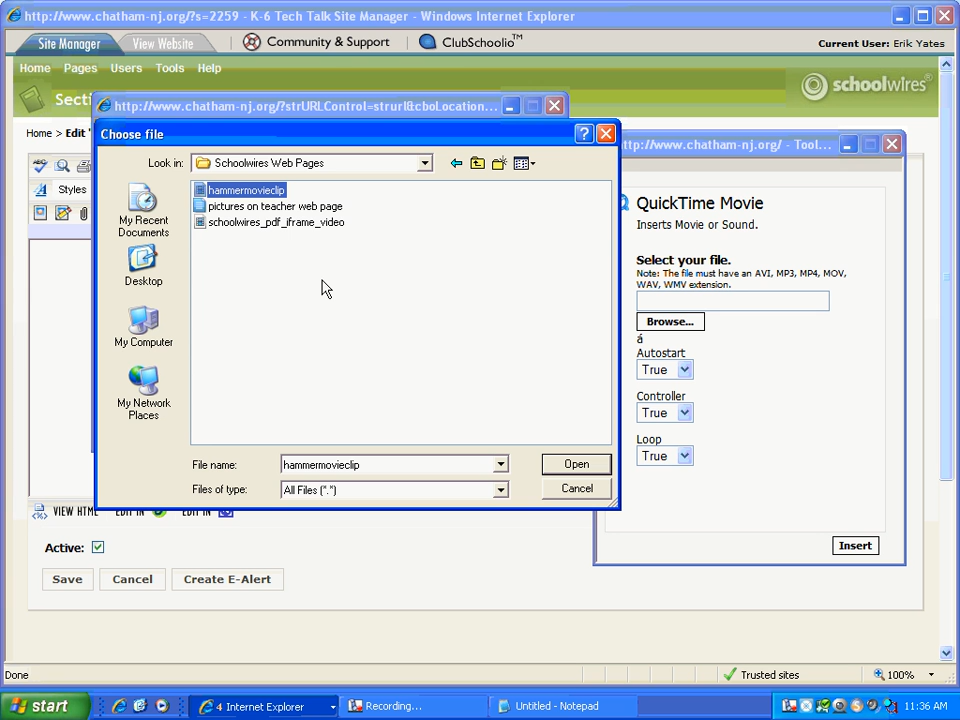 http://www.chatham-nj.org/?s=2259 - K-6 Tech Talk Site Manager - Windows Internet Explorer
Site Manager
View Website
Community & Support
ClubSchoolio™
Current User: Erik Yates
Home Pages Users Tools Help
schoolwires®
Secti
http://www.chatham-nj.org/?strURLControl=strurl&cboLocation...
Home > Edit '
Choose file
ttp://www.chatham-nj.org/ - Tool...
Look in: Schoolwires Web Pages
Styles
My Recent
Documents
Desktop
My Computer
My Network
Places
hammermovieclip
pictures on teacher web page
schoolwires_pdf_iframe_video
File name: hammermovieclip
Open
Files of type: All Files (*.*)
Cancel
QuickTime Movie
Inserts Movie or Sound.
Select your file.
Note: The file must have an AVI, MP3, MP4, MOV,
WAV, WMV extension.
Browse...
á
Autostart
True
Controller
True
Loop
True
Insert
VIEW HTML EDIT IN EDIT IN
Active:
Save Cancel Create E-Alert
Done
Trusted sites
100%
start
4 Internet Explorer
Recording...
Untitled - Notepad
11:36 AM